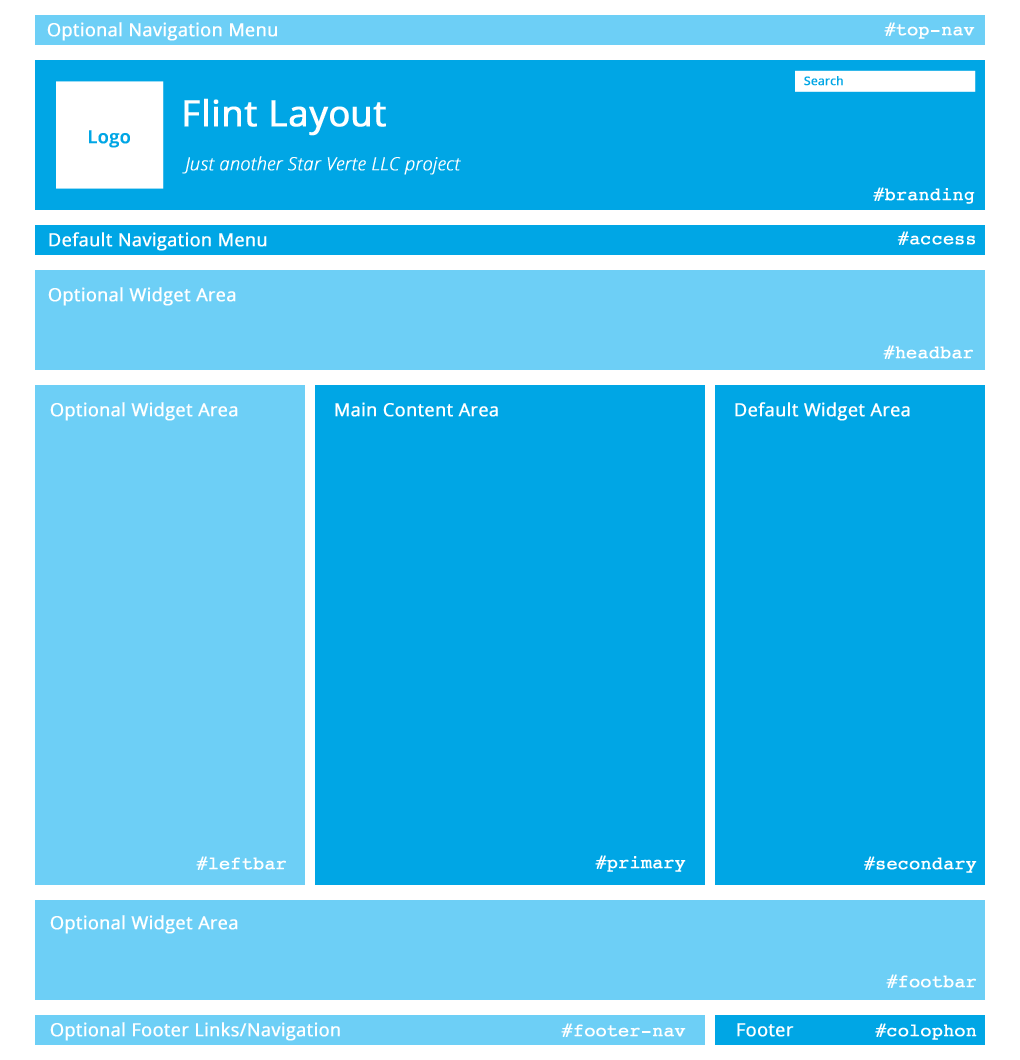 Optional Navigation Menu #top-nav
Search
Logo
Flint Layout
Just another Star Verte LLC project
#branding
Default Navigation Menu #access
Optional Widget Area
#headbar
Optional Widget Area
#leftbar
Main Content Area
#primary
Default Widget Area
#secondary
Optional Widget Area
#footbar
Optional Footer Links/Navigation #footer-nav
Footer #colophon